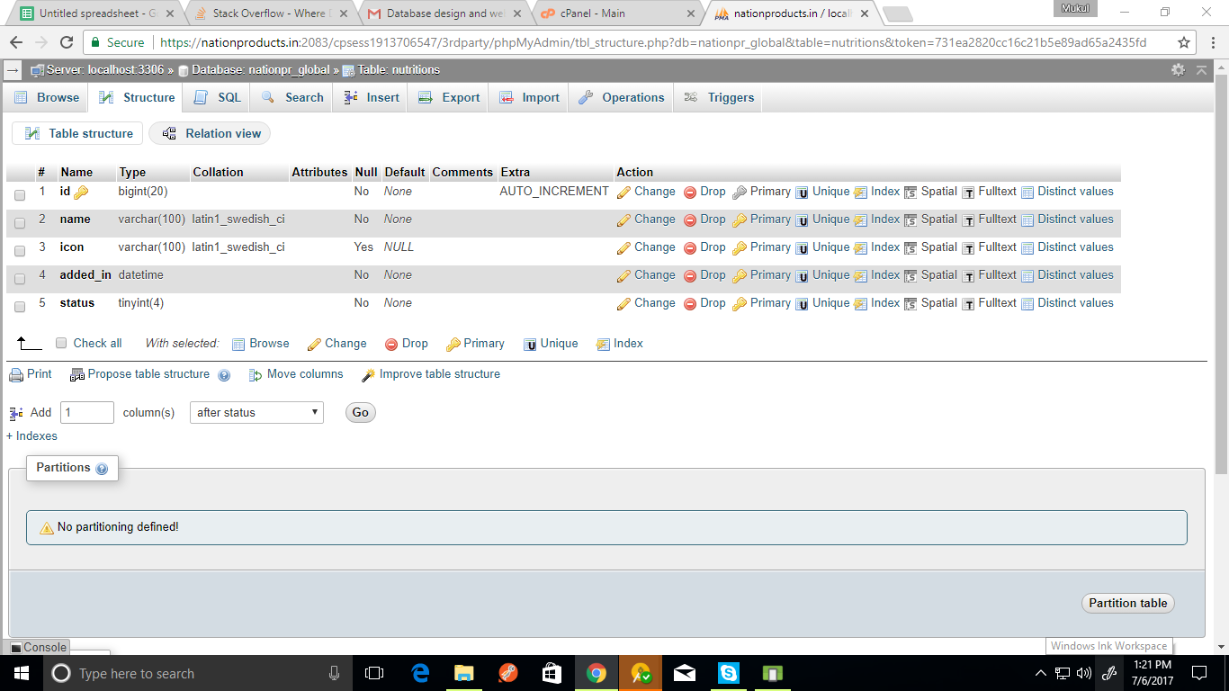 Untitled spreadsheet - G Stack Overflow - Where D Database design and wel cPanel - Main nationproducts.in / locall Mukul
Secure https://nationproducts.in:2083/cpsess1913706547/3rdparty/phpMyAdmin/tbl_structure.php?db=nationpr_global&table=nutritions&token=731ea2820cc16c21b5e89ad65a2435fd
Server: localhost:3306 » Database: nationpr_global » Table: nutritions
Browse Structure SQL Search Insert Export Import Operations Triggers
Table structure Relation view
# Name Type Collation Attributes Null Default Comments Extra Action
1 id bigint(20) No None AUTO_INCREMENT Change Drop Primary Unique Index Spatial Fulltext Distinct values
2 name varchar(100) latin1_swedish_ci No None Change Drop Primary Unique Index Spatial Fulltext Distinct values
3 icon varchar(100) latin1_swedish_ci Yes NULL Change Drop Primary Unique Index Spatial Fulltext Distinct values
4 added_in datetime No None Change Drop Primary Unique Index Spatial Fulltext Distinct values
5 status tinyint(4) No None Change Drop Primary Unique Index Spatial Fulltext Distinct values
Check all With selected: Browse Change Drop Primary Unique Index
Print Propose table structure Move columns Improve table structure
Add 1 column(s) after status Go
+ Indexes
Partitions
No partitioning defined!
Partition table
Console
Windows Ink Workspace
Type here to search
1:21 PM
7/6/2017